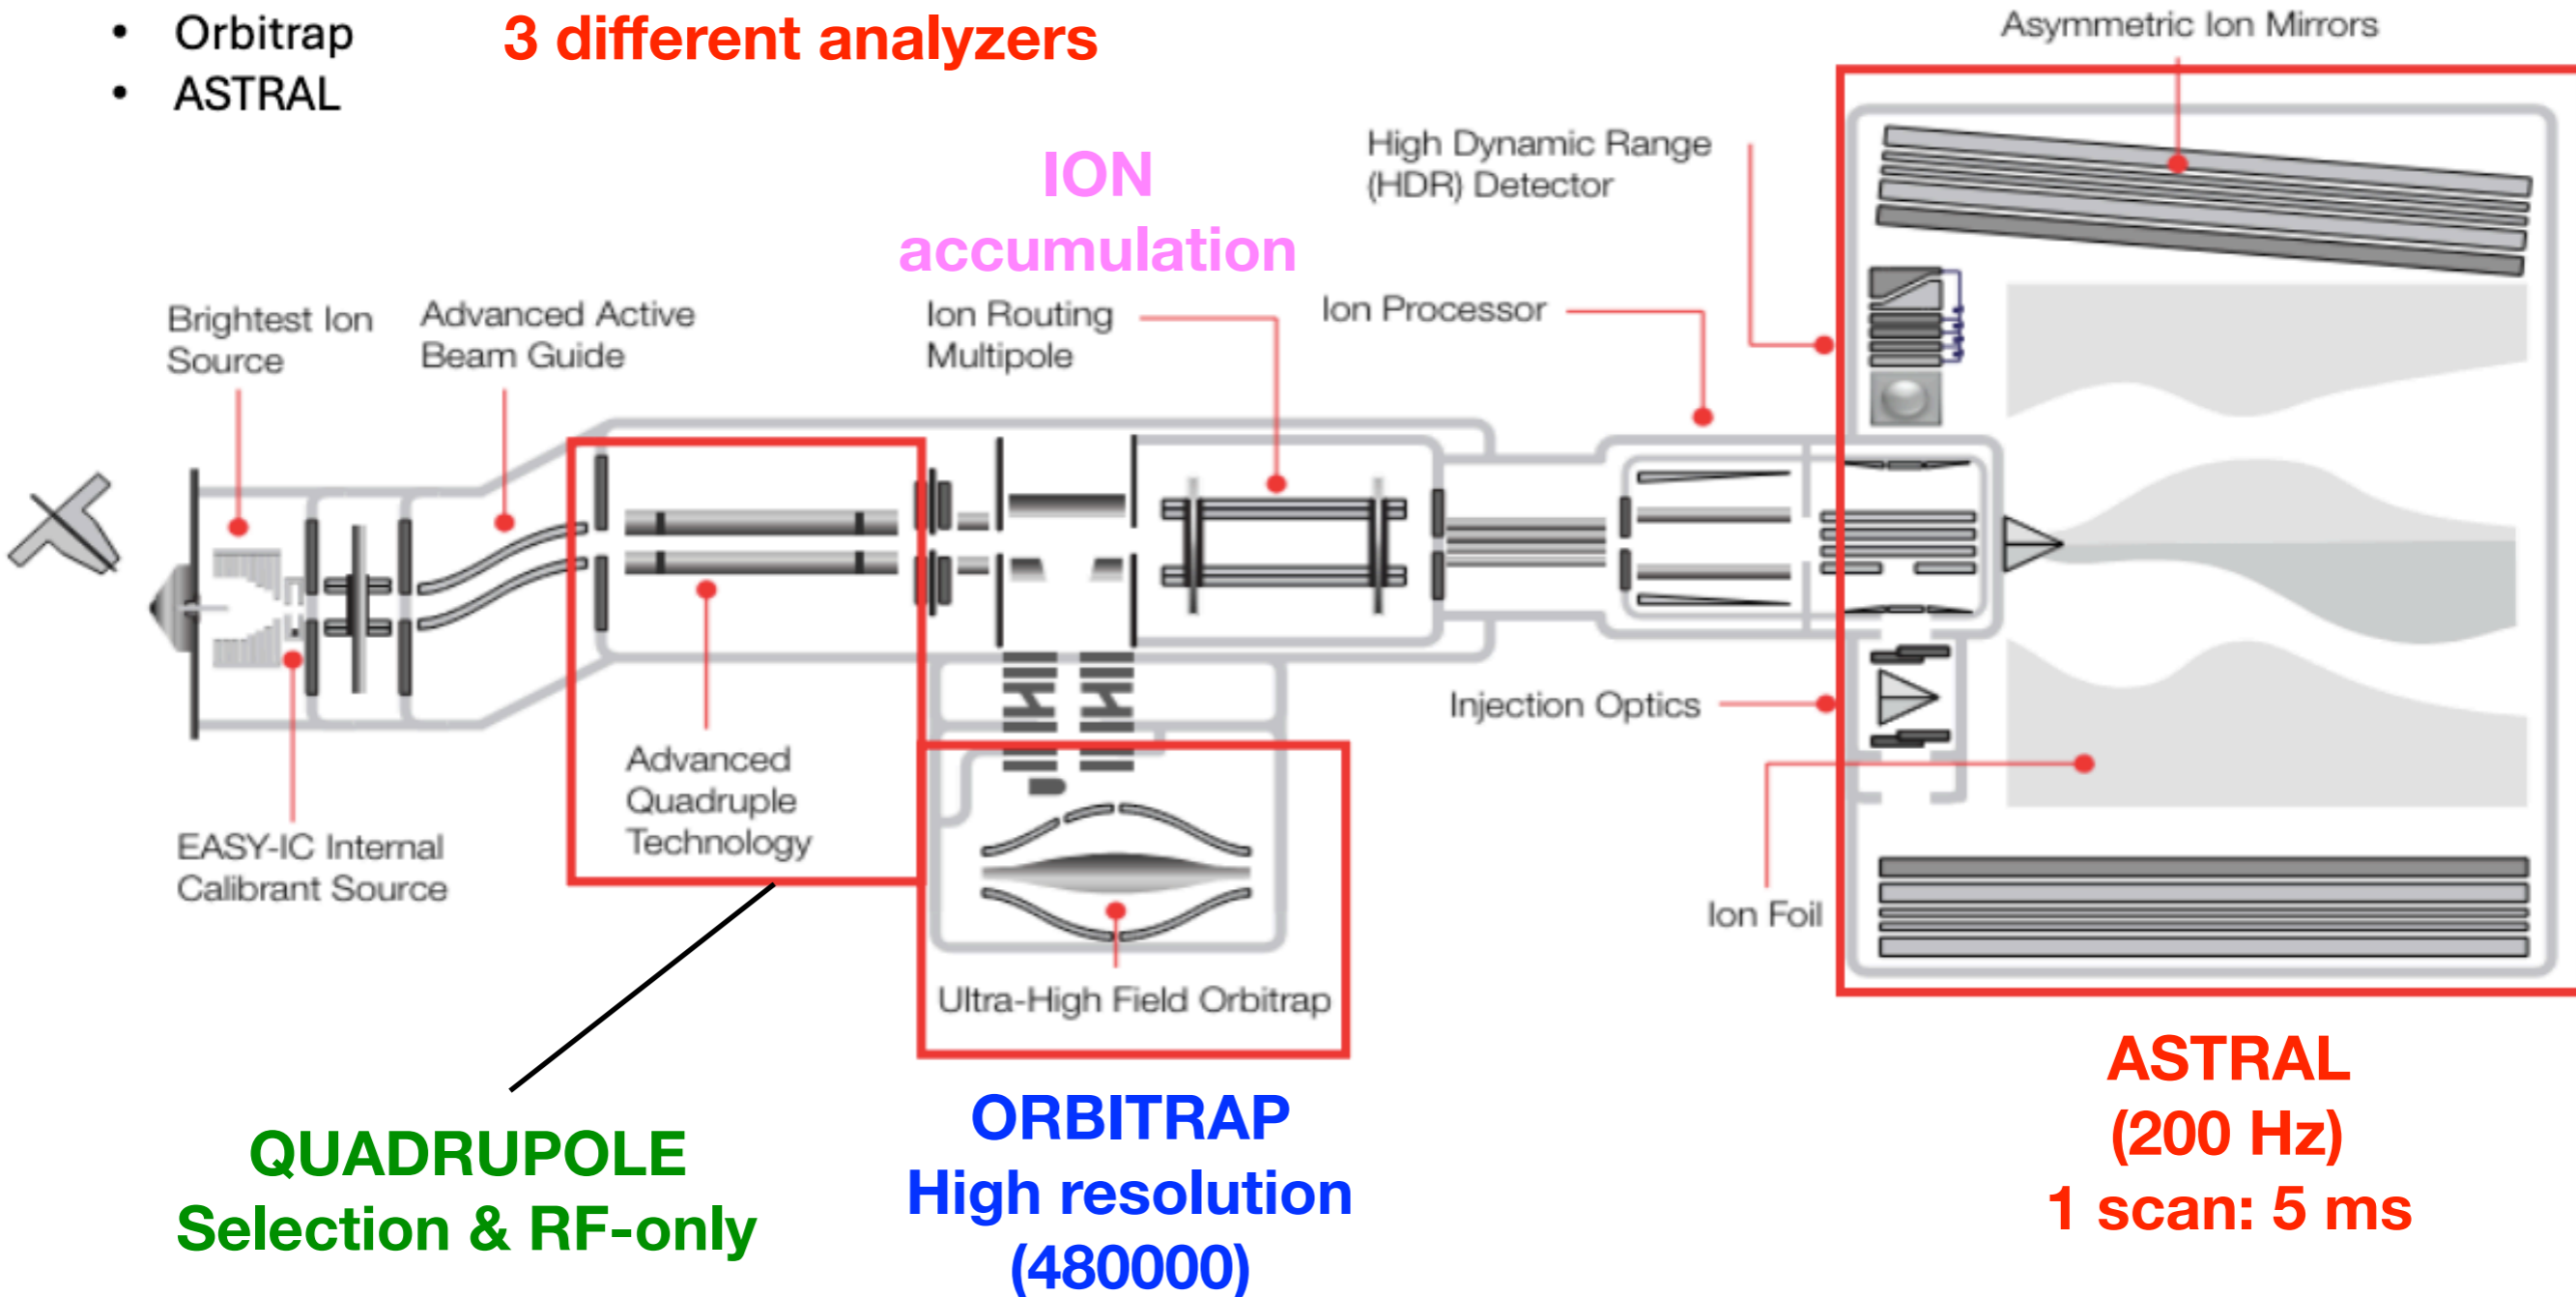 • Orbitrap
• ASTRAL
3 different analyzers
Asymmetric Ion Mirrors
High Dynamic Range
(HDR) Detector
ION
accumulation
Brightest Ion
Source
Advanced Active
Beam Guide
Ion Routing
Multipole
Ion Processor
Injection Optics
Advanced
Quadruple
Technology
EASY-IC Internal
Calibrant Source
Ion Foil
Ultra-High Field Orbitrap
QUADRUPOLE
Selection & RF-only
ORBITRAP
High resolution
(480000)
ASTRAL
(200 Hz)
1 scan: 5 ms